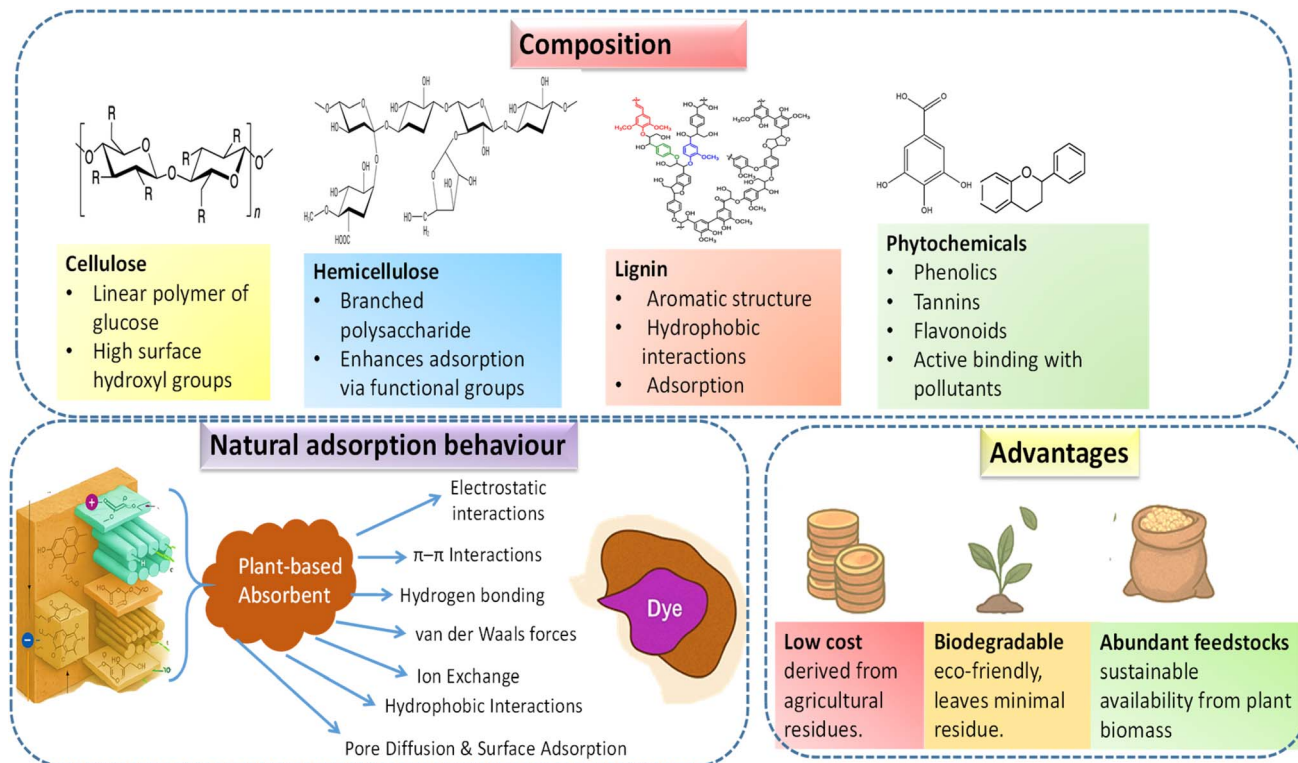 Composition
Cellulose
• Linear polymer of
glucose
• High surface
hydroxyl groups
Hemicellulose
• Branched
polysaccharide
• Enhances adsorption
via functional groups
Lignin
• Aromatic structure
• Hydrophobic
interactions
• Adsorption
Phytochemicals
• Phenolics
• Tannins
• Flavonoids
• Active binding with
pollutants
Natural adsorption behaviour
Plant-based
Absorbent
Electrostatic
interactions
π–π Interactions
Hydrogen bonding
van der Waals forces
Ion Exchange
Hydrophobic Interactions
Pore Diffusion & Surface Adsorption
Dye
Advantages
Low cost
derived from
agricultural
residues.
Biodegradable
eco-friendly,
leaves minimal
residue.
Abundant feedstocks
sustainable
availability from plant
biomass